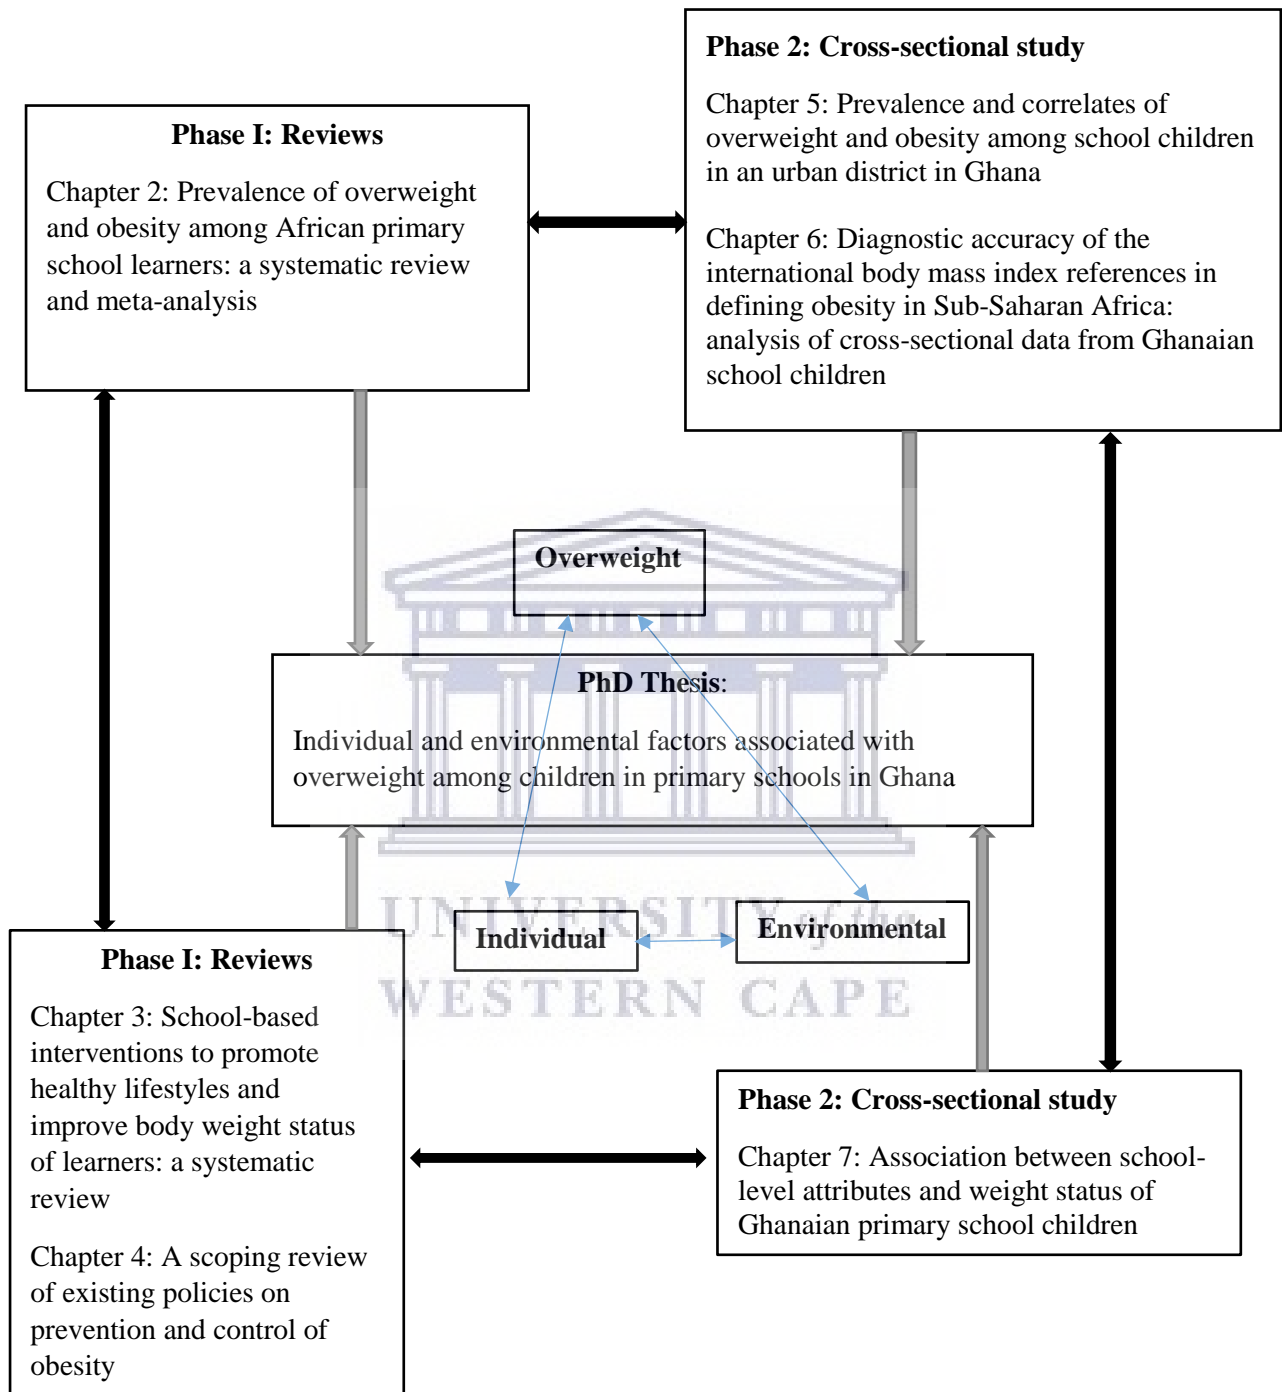 Phase I: Reviews
Chapter 2: Prevalence of overweight
and obesity among African primary
school learners: a systematic review
and meta-analysis
Phase 2: Cross-sectional study
Chapter 5: Prevalence and correlates of
overweight and obesity among school children
in an urban district in Ghana
Chapter 6: Diagnostic accuracy of the
international body mass index references in
defining obesity in Sub-Saharan Africa:
analysis of cross-sectional data from Ghanaian
school children
Overweight
PhD Thesis:
Individual and environmental factors associated with
overweight among children in primary schools in Ghana
UNIVERSITY of the
WESTERN CAPE
Individual
Environmental
Phase I: Reviews
Chapter 3: School-based
interventions to promote
healthy lifestyles and
improve body weight status
of learners: a systematic
review
Chapter 4: A scoping review
of existing policies on
prevention and control of
obesity
Phase 2: Cross-sectional study
Chapter 7: Association between school-
level attributes and weight status of
Ghanaian primary school children